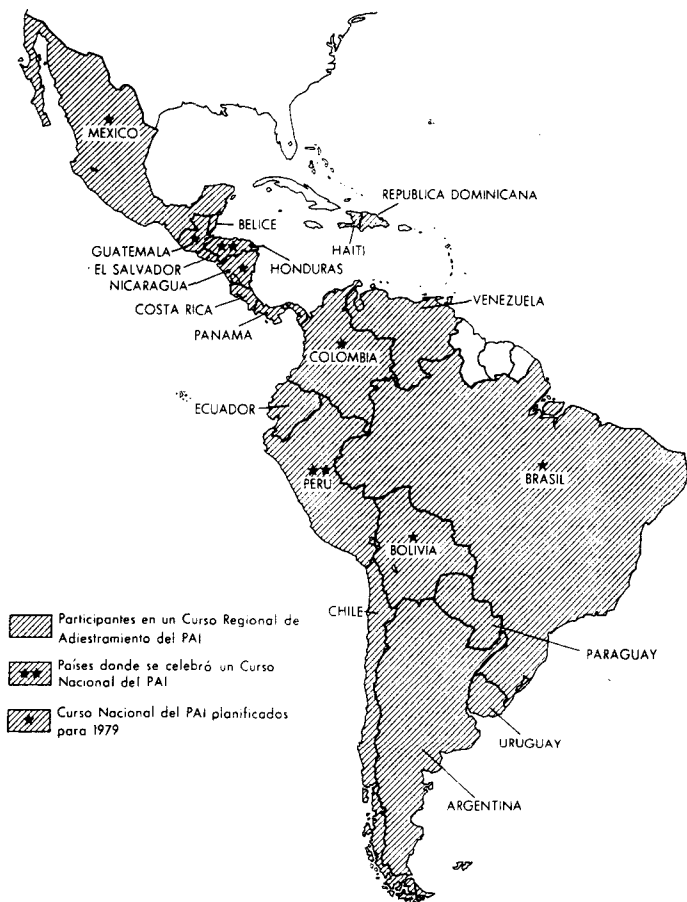 MEXICO
REPUBLICA DOMINICANA
BELICE
HAITI
GUATEMALA
EL SALVADOR
HONDURAS
NICARAGUA
VENEZUELA
COSTA RICA
PANAMA
COLOMBIA
ECUADOR
PERU
BRASIL
BOLIVIA
CHILE
Participantes en un Curso Regional de
Adiestramiento del PAI
PARAGUAY
Países donde se celebró un Curso
Nacional del PAI
Curso Nacional del PAI planificados
para 1979
URUGUAY
ARGENTINA